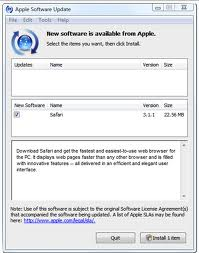 Apple Software Update
File Edit Tools Help
New software is available from Apple.
Select the items you want, then click Install.
Updates Name Version Size
New Software Name Version Size
Safari 3.1.1 22.56 MB
Download Safari and get the fastest and easiest-to-use web browser for
the PC. It displays web pages faster than any other browser and is filled
with innovative features -- all delivered in an efficient and elegant user
interface.
Note: Use of this software is subject to the original Software License Agreement(s)
that accompanied the software being updated. A list of Apple SLAs may be found
here: http://www.apple.com/legal/sla/.
Quit Install 1 item